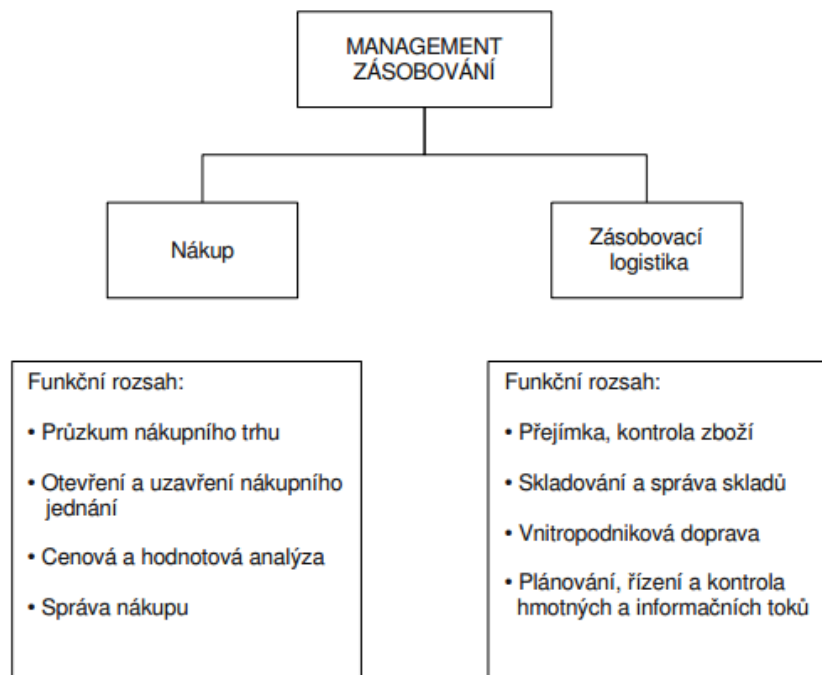 MANAGEMENT
ZÁSOBOVÁNÍ
Nákup
Zásobovací
logistika
Funkční rozsah:
• Průzkum nákupního trhu
• Otevření a uzavření nákupního
jednání
• Cenová a hodnotová analýza
• Správa nákupu
Funkční rozsah:
• Přejímka, kontrola zboží
• Skladování a správa skladů
• Vnitropodniková doprava
• Plánování, řízení a kontrola
hmotných a informačních toků